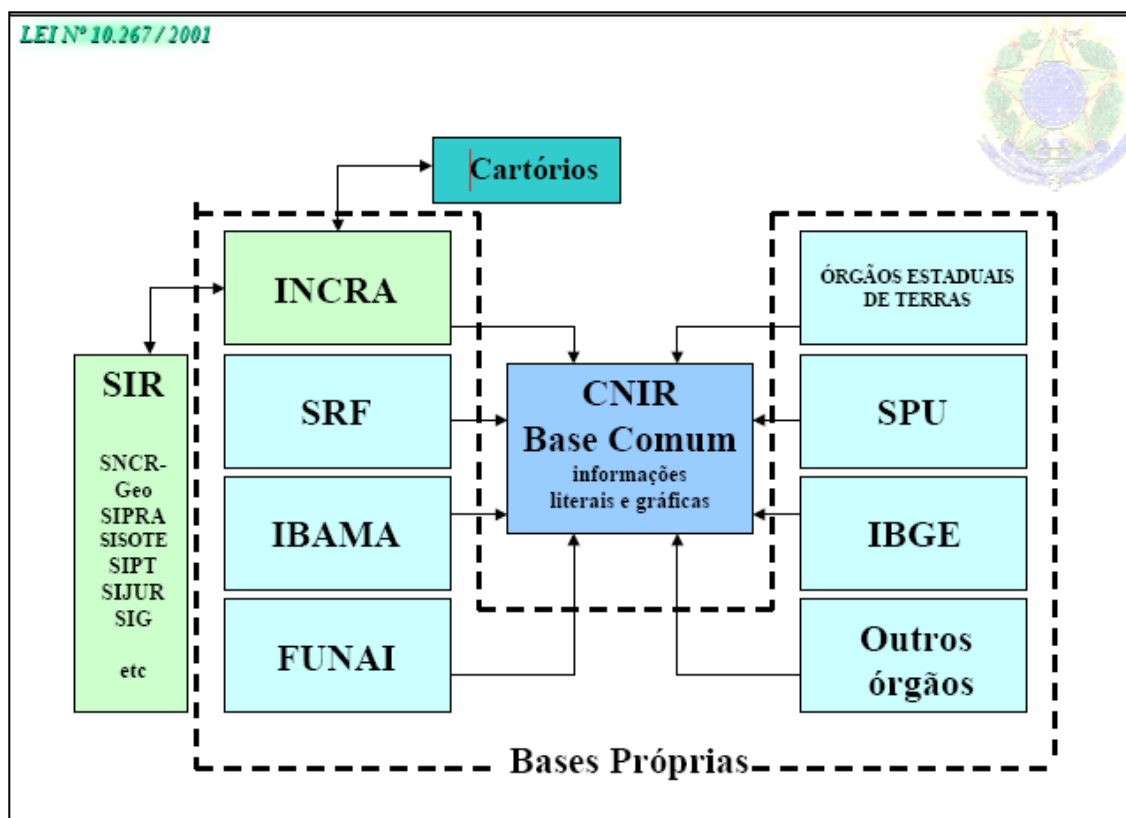 LEI Nº 10.267 / 2001
Cartórios
INCRA
ÓRGÃOS ESTADUAIS
DE TERRAS
SIR
SNCR-
Geo
SIPRA
SISOTE
SIPT
SIJUR
SIG
etc
SRF
CNIR
Base Comum
informações
literais e gráficas
SPU
IBAMA
IBGE
FUNAI
Outros
órgãos
Bases Próprias